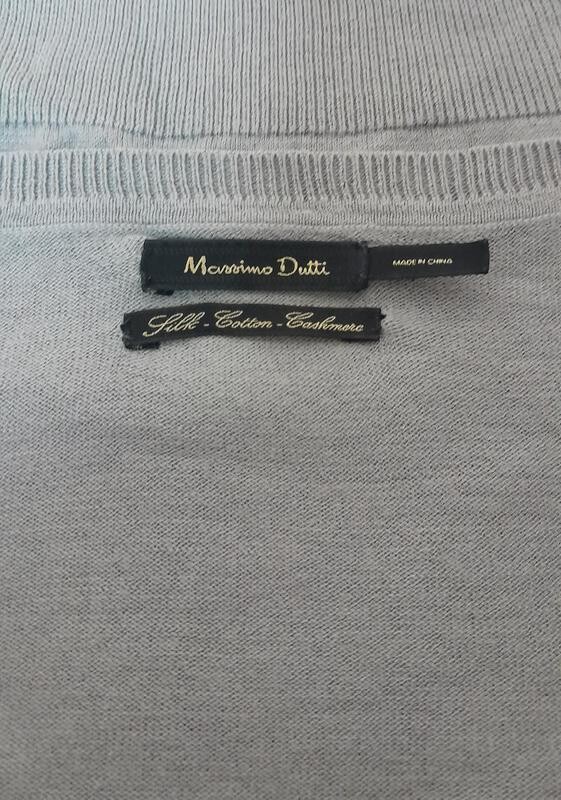 Massimo Dutti
MADE IN CHINA
Silk - Cotton - Cashmere